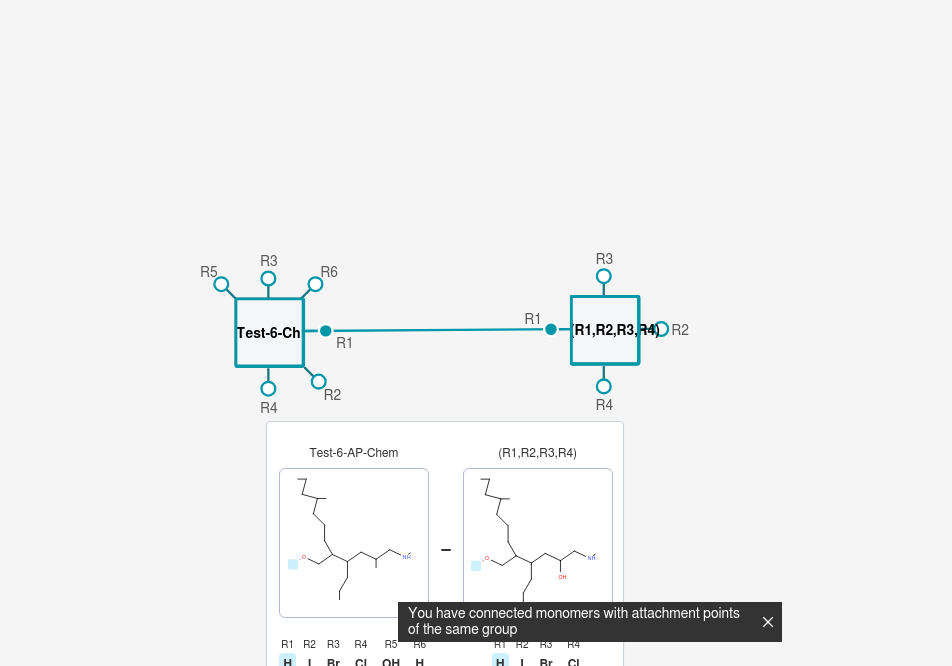 R5
R3
R6
Test-6-Ch
R1
R4
R2
R3
R1
(R1,R2,R3,R4)
R2
R4
Test-6-AP-Chem
(R1,R2,R3,R4)
O
NH
O
NH
OH
You have connected monomers with attachment points
of the same group
R1 R2 R3 R4 R5 R6
R1 R2 R3 R4
H I Br Cl OH H
H I Br Cl